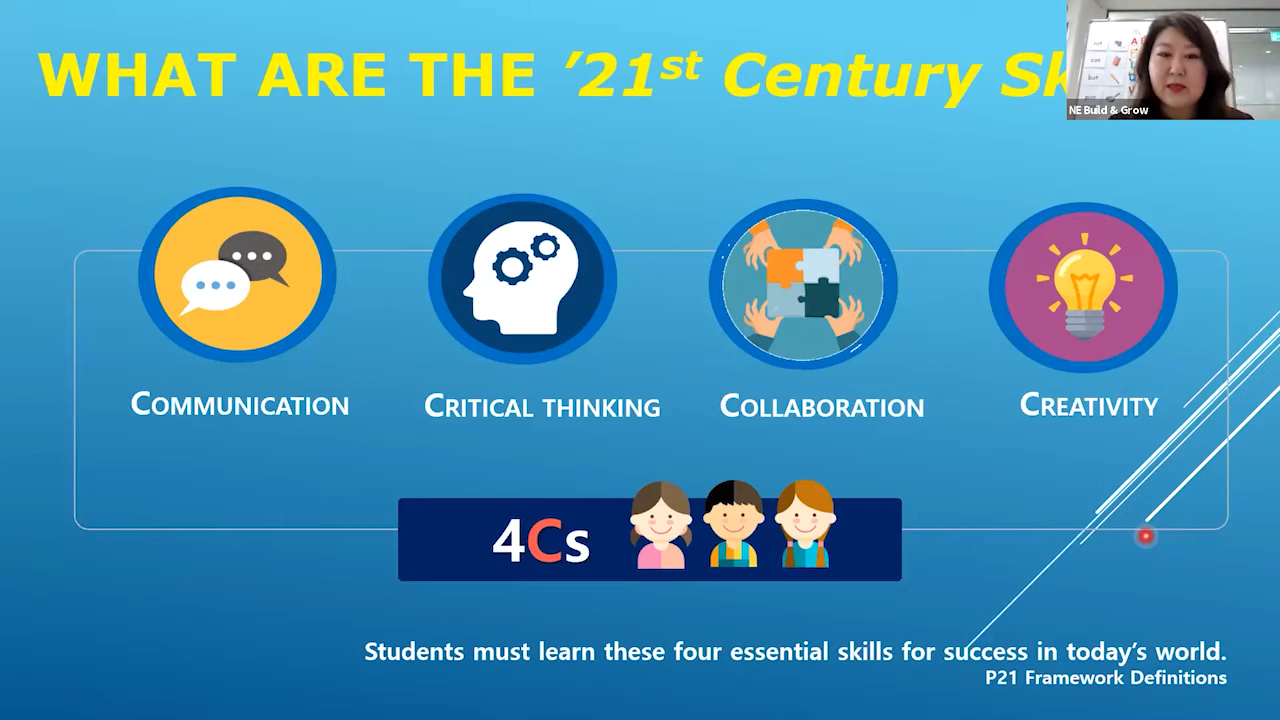 WHAT ARE THE '21st Century Sk
NE Build & Grow
COMMUNICATION
CRITICAL THINKING
COLLABORATION
CREATIVITY
4Cs
Students must learn these four essential skills for success in today's world.
P21 Framework Definitions